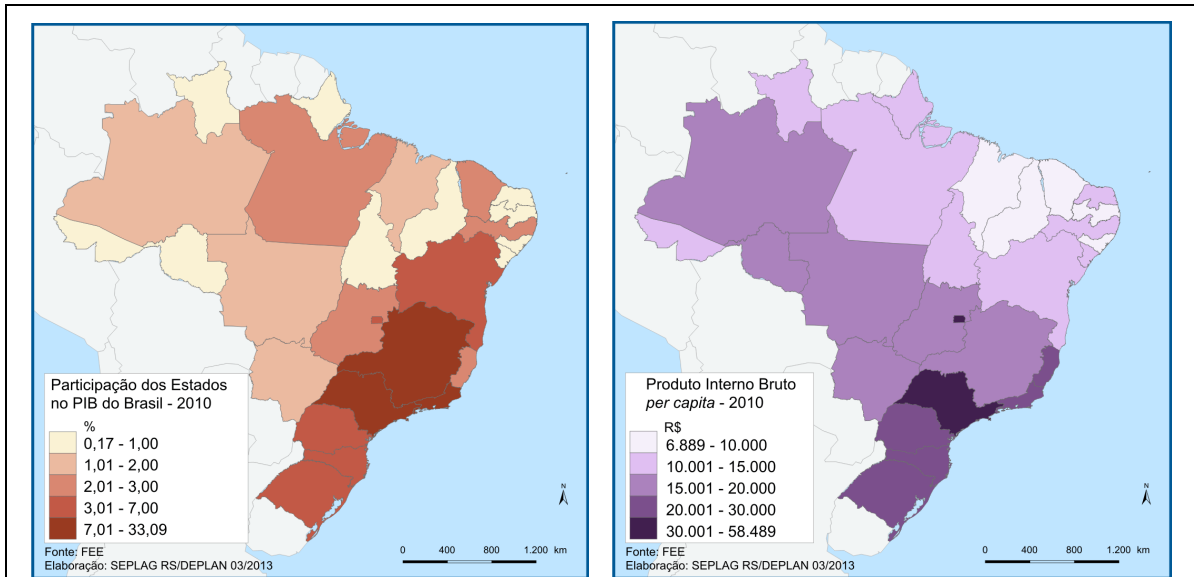 Participação dos Estados
no PIB do Brasil - 2010
%
0,17 - 1,00
1,01 - 2,00
2,01 - 3,00
3,01 - 7,00
7,01 - 33,09
Fonte: FEE
Elaboração: SEPLAG RS/DEPLAN 03/2013
N
0 400 800 1.200 km
Produto Interno Bruto
per capita - 2010
R$
6.889 - 10.000
10.001 - 15.000
15.001 - 20.000
20.001 - 30.000
30.001 - 58.489
Fonte: FEE
Elaboração: SEPLAG RS/DEPLAN 03/2013
N
0 400 800 1.200 km